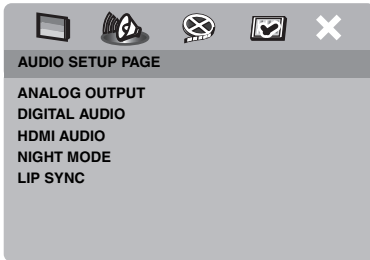 AUDIO SETUP PAGE
ANALOG OUTPUT
DIGITAL AUDIO
HDMI AUDIO
NIGHT MODE
LIP SYNC